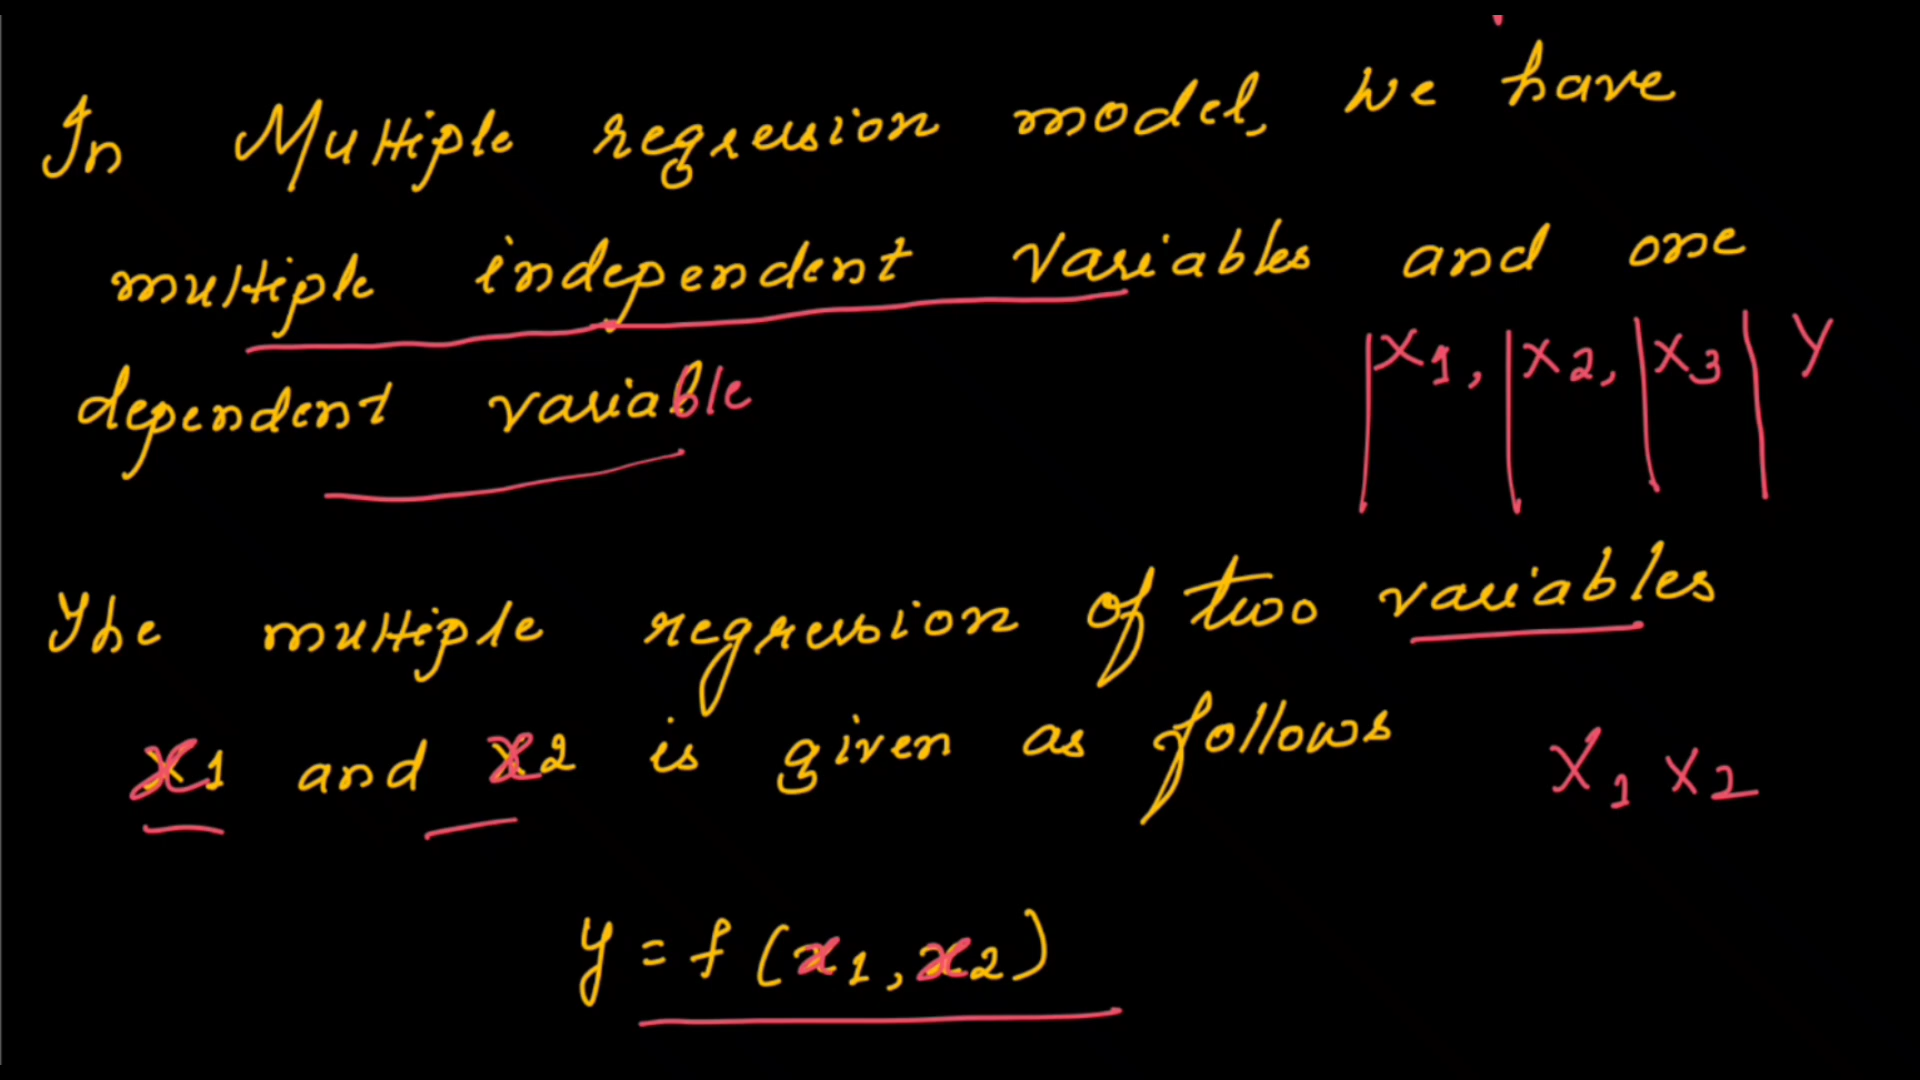 In Multiple regression model, we have
multiple independent variables and one
X1, X2, X3 Y
dependent variable
The multiple regression of two variables
x1 and x2 is given as follows X1 X2
y = f (x1, x2)